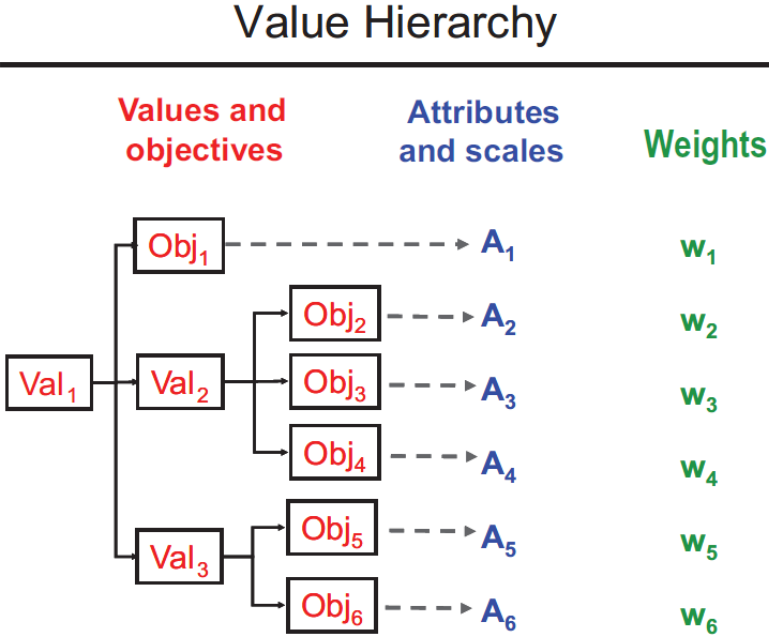 Value Hierarchy
Values and
objectives
Attributes
and scales
Weights
Obj₁ A₁ w₁
Obj₂ A₂ w₂
Val₁ Val₂ Obj₃ A₃ w₃
Obj₄ A₄ w₄
Val₃ Obj₅ A₅ w₅
Obj₆ A₆ w₆